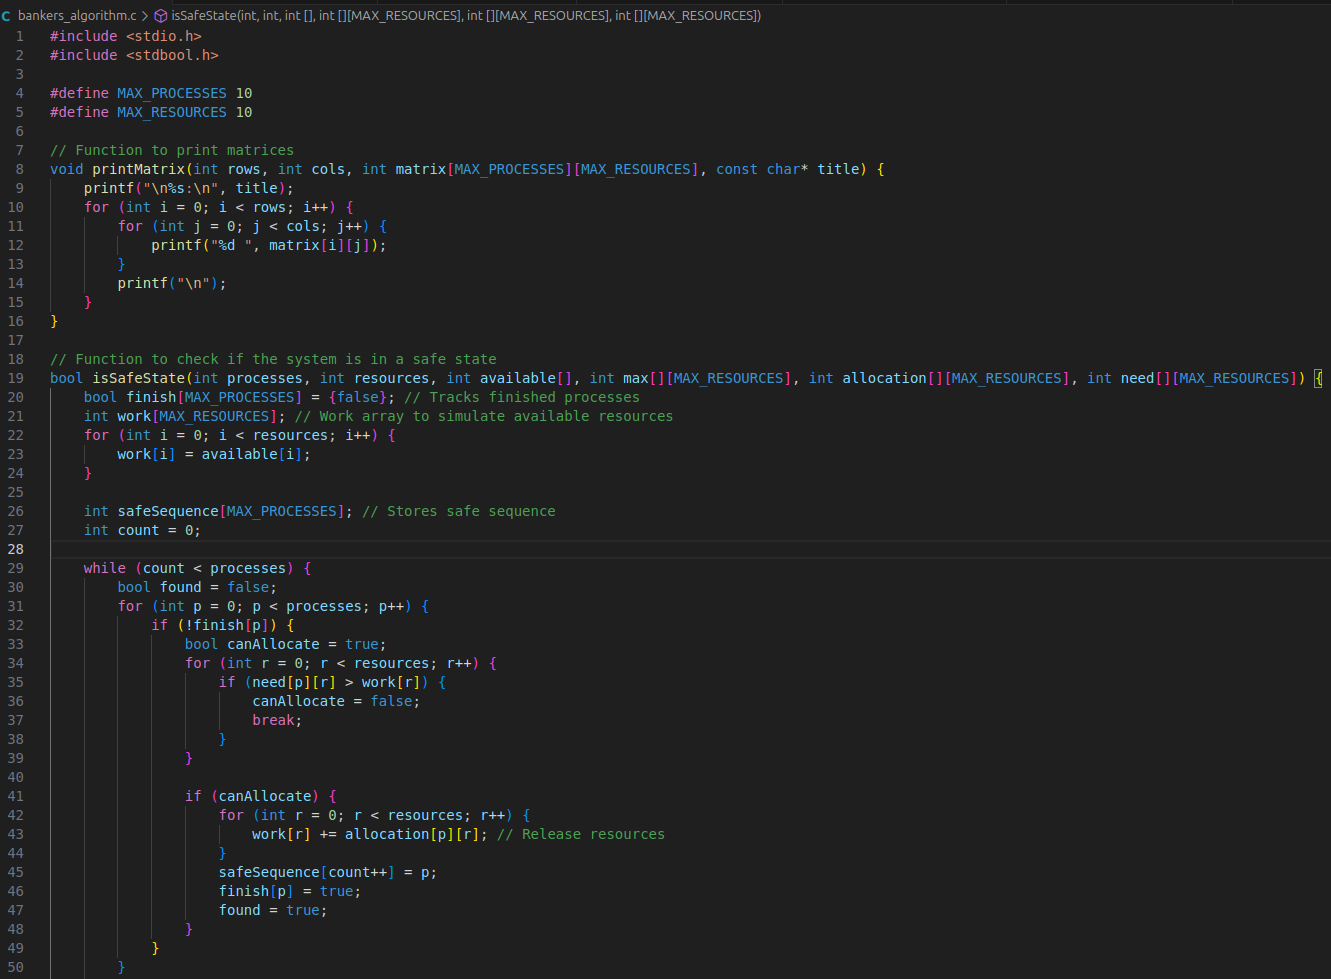 C bankers_algorithm.c > isSafeState(int, int, int [], int [][MAX_RESOURCES], int [][MAX_RESOURCES], int [][MAX_RESOURCES])
1 #include <stdio.h>
2 #include <stdbool.h>
3
4 #define MAX_PROCESSES 10
5 #define MAX_RESOURCES 10
6
7 // Function to print matrices
8 void printMatrix(int rows, int cols, int matrix[MAX_PROCESSES][MAX_RESOURCES], const char* title) {
9     printf("\n%s:\n", title);
10     for (int i = 0; i < rows; i++) {
11         for (int j = 0; j < cols; j++) {
12             printf("%d ", matrix[i][j]);
13         }
14         printf("\n");
15     }
16 }
17
18 // Function to check if the system is in a safe state
19 bool isSafeState(int processes, int resources, int available[], int max[][MAX_RESOURCES], int allocation[][MAX_RESOURCES], int need[][MAX_RESOURCES]) {
20     bool finish[MAX_PROCESSES] = {false}; // Tracks finished processes
21     int work[MAX_RESOURCES]; // Work array to simulate available resources
22     for (int i = 0; i < resources; i++) {
23         work[i] = available[i];
24     }
25
26     int safeSequence[MAX_PROCESSES]; // Stores safe sequence
27     int count = 0;
28
29     while (count < processes) {
30         bool found = false;
31         for (int p = 0; p < processes; p++) {
32             if (!finish[p]) {
33                 bool canAllocate = true;
34                 for (int r = 0; r < resources; r++) {
35                     if (need[p][r] > work[r]) {
36                         canAllocate = false;
37                         break;
38                     }
39                 }
40
41                 if (canAllocate) {
42                     for (int r = 0; r < resources; r++) {
43                         work[r] += allocation[p][r]; // Release resources
44                     }
45                     safeSequence[count++] = p;
46                     finish[p] = true;
47                     found = true;
48                 }
49             }
50         }